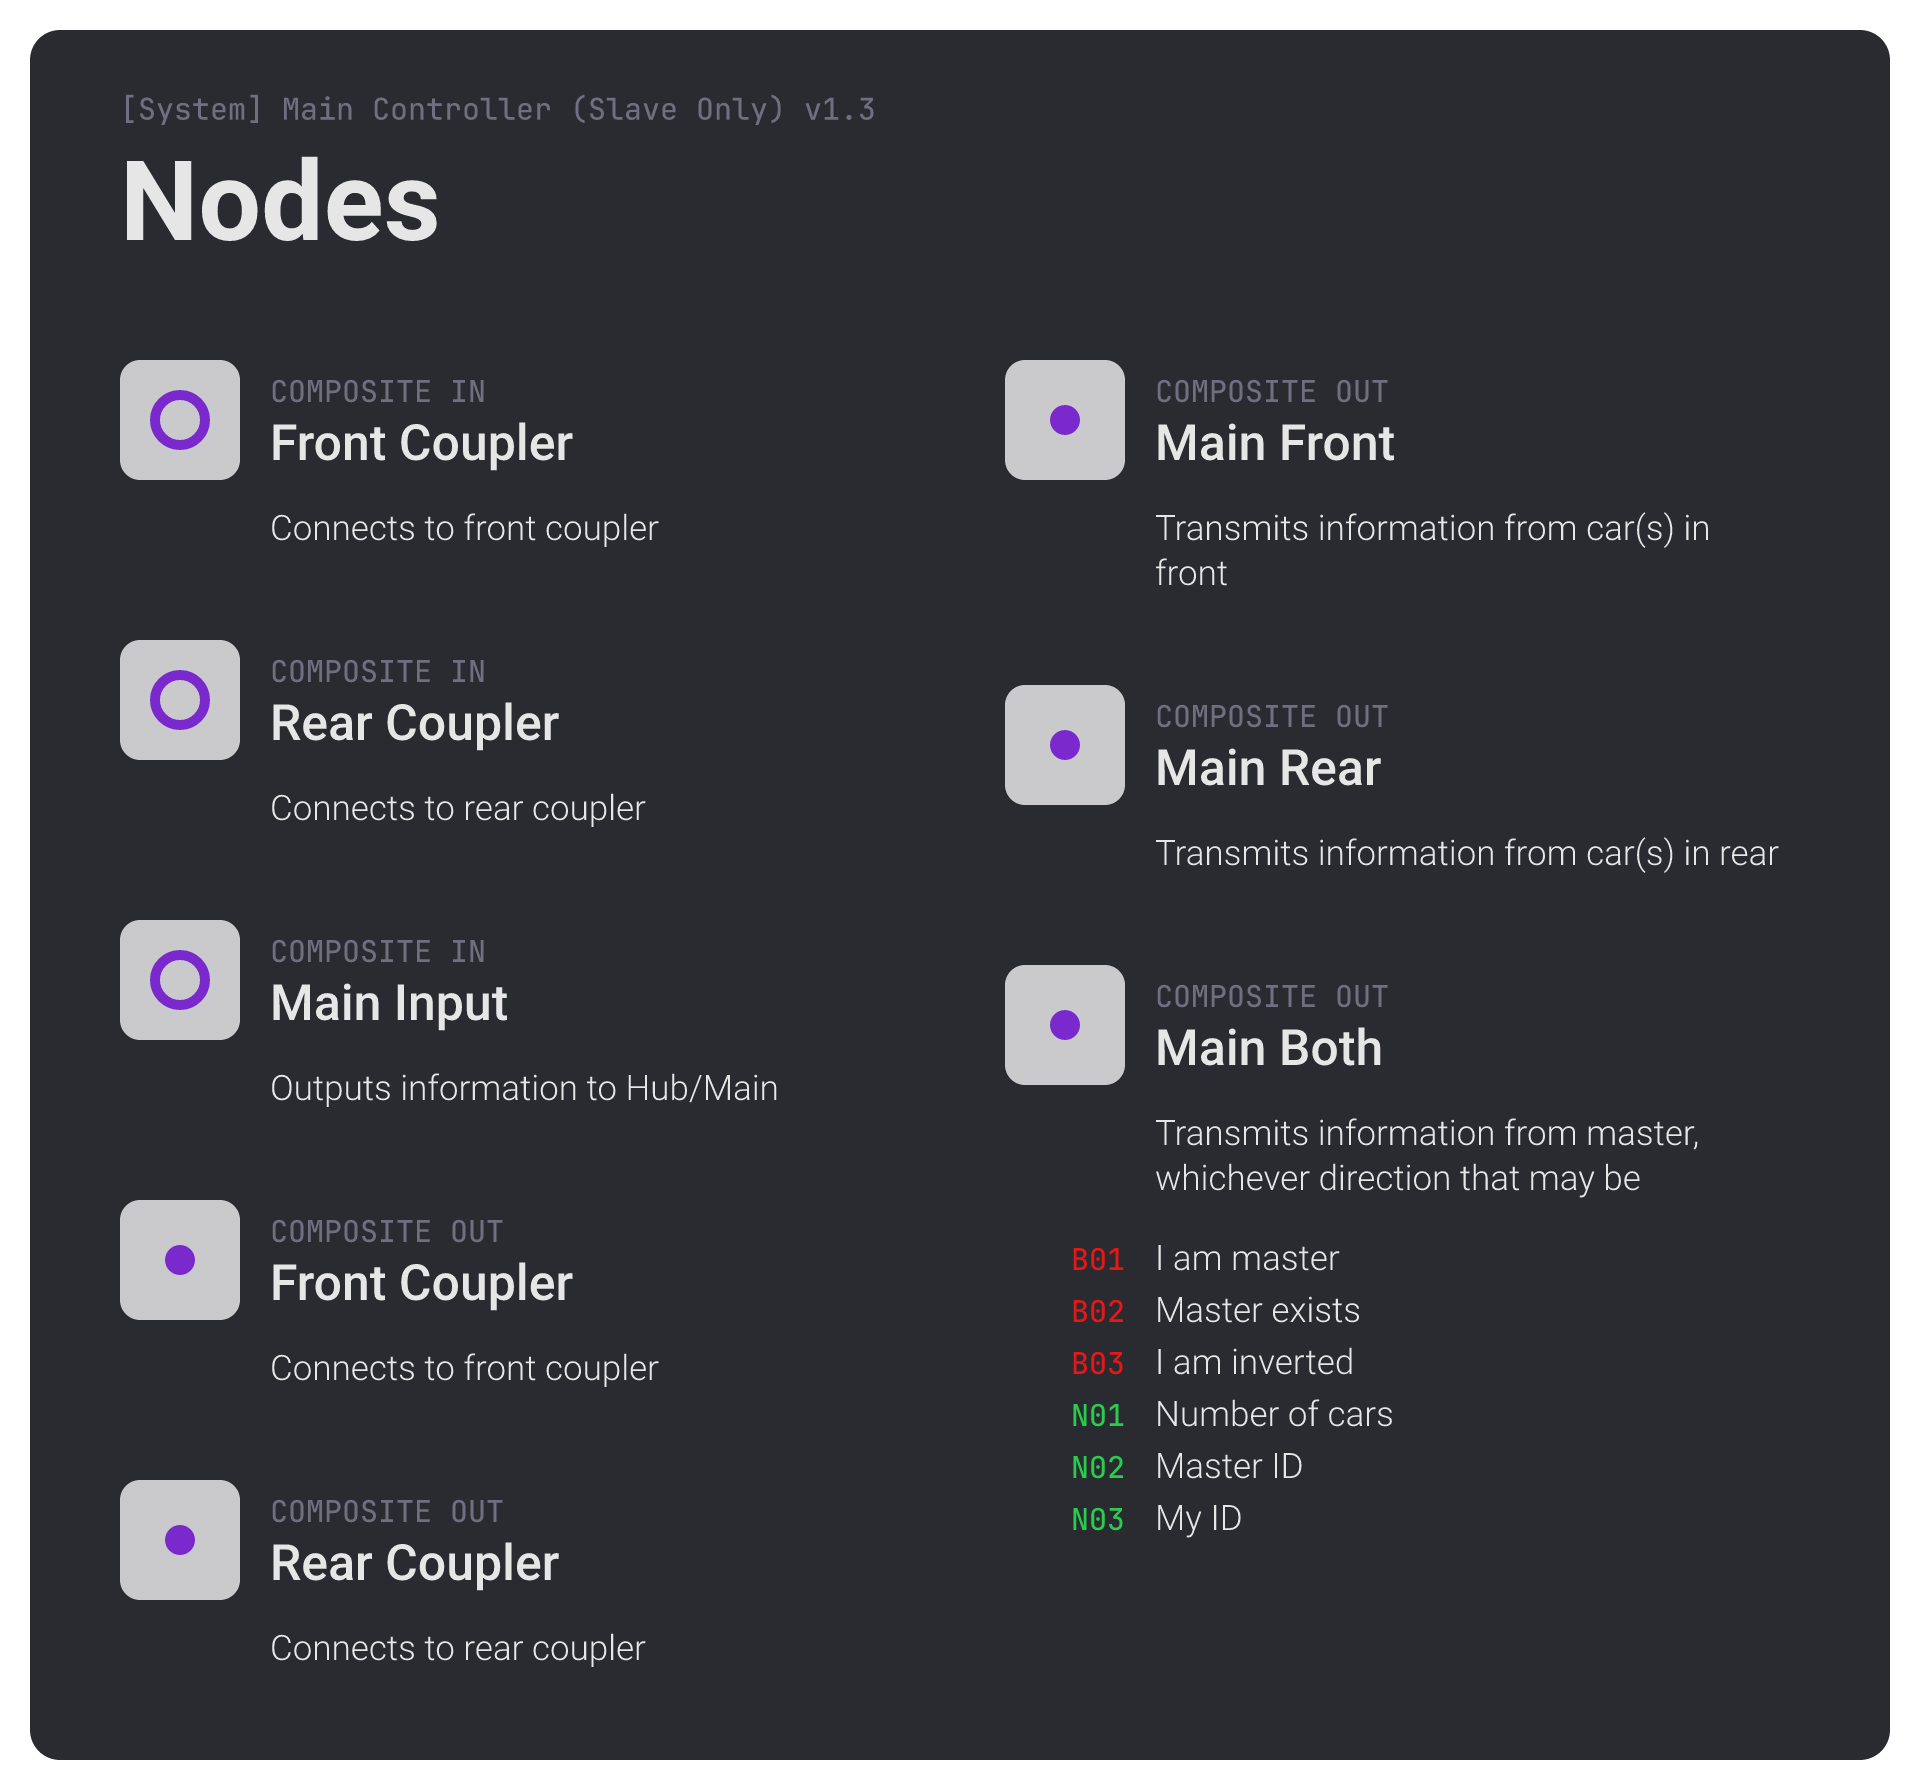 [System] Main Controller (Slave Only) v1.3
Nodes
COMPOSITE IN
Front Coupler
Connects to front coupler
COMPOSITE IN
Rear Coupler
Connects to rear coupler
COMPOSITE IN
Main Input
Outputs information to Hub/Main
COMPOSITE OUT
Front Coupler
Connects to front coupler
COMPOSITE OUT
Rear Coupler
Connects to rear coupler
COMPOSITE OUT
Main Front
Transmits information from car(s) in
front
COMPOSITE OUT
Main Rear
Transmits information from car(s) in rear
COMPOSITE OUT
Main Both
Transmits information from master,
whichever direction that may be
B01 I am master
B02 Master exists
B03 I am inverted
N01 Number of cars
N02 Master ID
N03 My ID